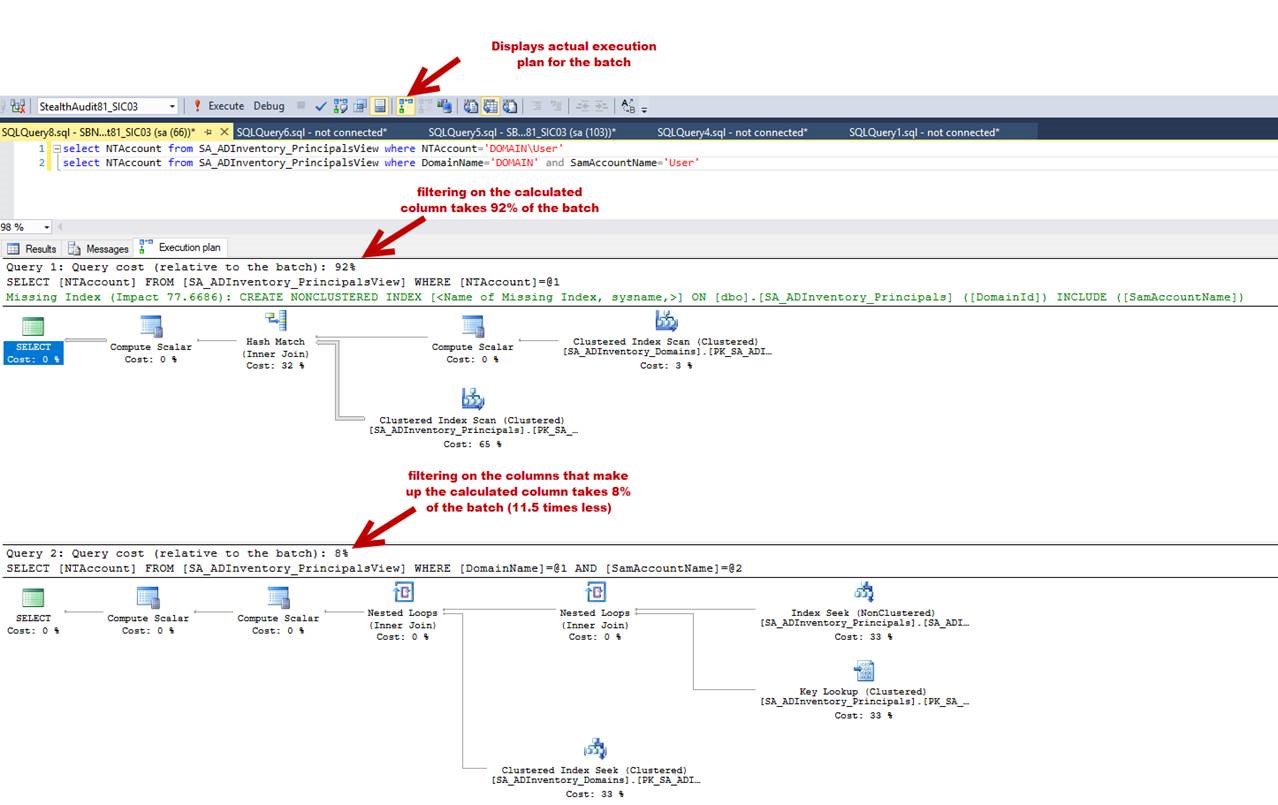 Displays actual execution
plan for the batch
StealthAudit81_SIC03
Execute Debug
SQLQuery8.sql - SBN...t81_SIC03 (sa (66))* SQLQuery6.sql - not connected* SQLQuery5.sql - SB...81_SIC03 (sa (103))* SQLQuery4.sql - not connected* SQLQuery1.sql - not connected*
1 select NTAccount from SA_ADInventory_PrincipalsView where NTAccount='DOMAIN\User'
2 select NTAccount from SA_ADInventory_PrincipalsView where DomainName='DOMAIN' and SamAccountName='User'
filtering on the calculated
column takes 92% of the batch
98 %
Results Messages Execution plan
Query 1: Query cost (relative to the batch): 92%
SELECT [NTAccount] FROM [SA_ADInventory_PrincipalsView] WHERE [NTAccount]=@1
Missing Index (Impact 77.6686): CREATE NONCLUSTERED INDEX [<Name of Missing Index, sysname,>] ON [dbo].[SA_ADInventory_Principals] ([DomainId]) INCLUDE ([SamAccountName])
SELECT
Cost: 0 %
Compute Scalar
Cost: 0 %
Hash Match
(Inner Join)
Cost: 32 %
Compute Scalar
Cost: 0 %
Clustered Index Scan (Clustered)
[SA_ADInventory_Domains].[PK_SA_ADI...
Cost: 3 %
Clustered Index Scan (Clustered)
[SA_ADInventory_Principals].[PK_SA_...
Cost: 65 %
filtering on the columns that make
up the calculated column takes 8%
of the batch (11.5 times less)
Query 2: Query cost (relative to the batch): 8%
SELECT [NTAccount] FROM [SA_ADInventory_PrincipalsView] WHERE [DomainName]=@1 AND [SamAccountName]=@2
SELECT
Cost: 0 %
Compute Scalar
Cost: 0 %
Compute Scalar
Cost: 0 %
Nested Loops
(Inner Join)
Cost: 0 %
Nested Loops
(Inner Join)
Cost: 0 %
Index Seek (NonClustered)
[SA_ADInventory_Principals].[SA_ADI...
Cost: 33 %
Key Lookup (Clustered)
[SA_ADInventory_Principals].[PK_SA_...
Cost: 33 %
Clustered Index Seek (Clustered)
[SA_ADInventory_Domains].[PK_SA_ADI...
Cost: 33 %